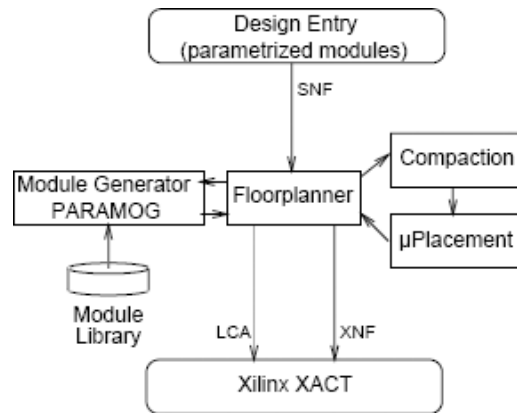 Design Entry
(parametrized modules)
SNF
Compaction
Module Generator
PARAMOG
Floorplanner
µPlacement
Module
Library
LCA
XNF
Xilinx XACT